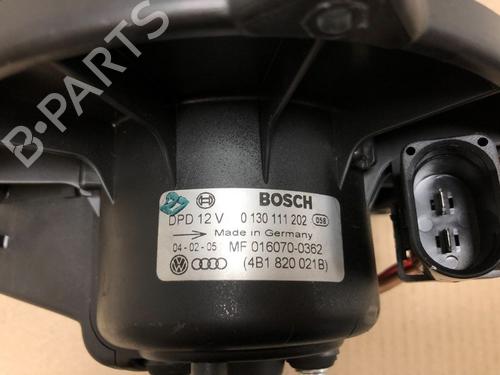 B-PARTS
BOSCH
DPD 12 V 0 130 111 202 058
Made in Germany
04-02-05 MF 016070-0362
(4B1 820 021B)